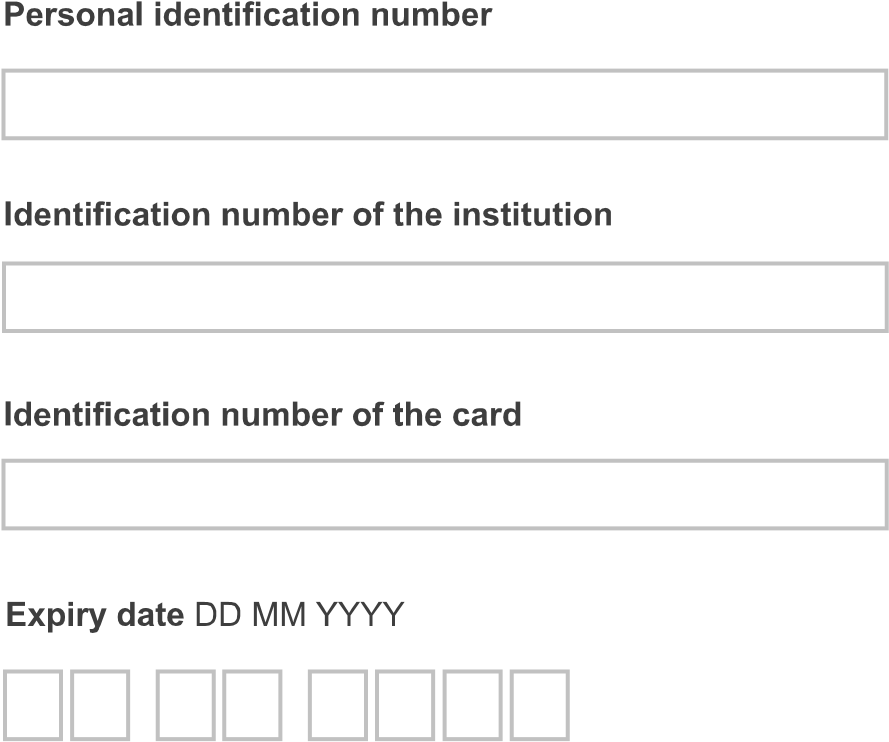 Personal identification number
Identification number of the institution
Identification number of the card
Expiry date DD MM YYYY